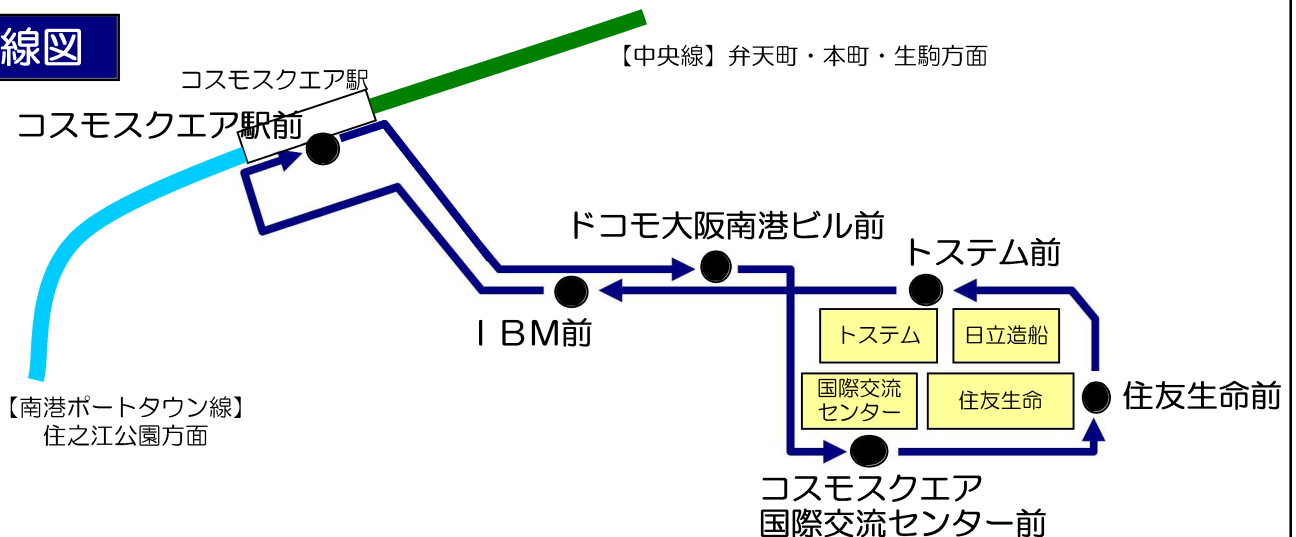 線図
【中央線】弁天町・本町・生駒方面
コスモスクエア駅
コスモスクエア駅前
ドコモ大阪南港ビル前
トステム前
ＩＢＭ前
トステム
日立造船
国際交流
センター
住友生命
住友生命前
【南港ポートタウン線】
住之江公園方面
コスモスクエア
国際交流センター前